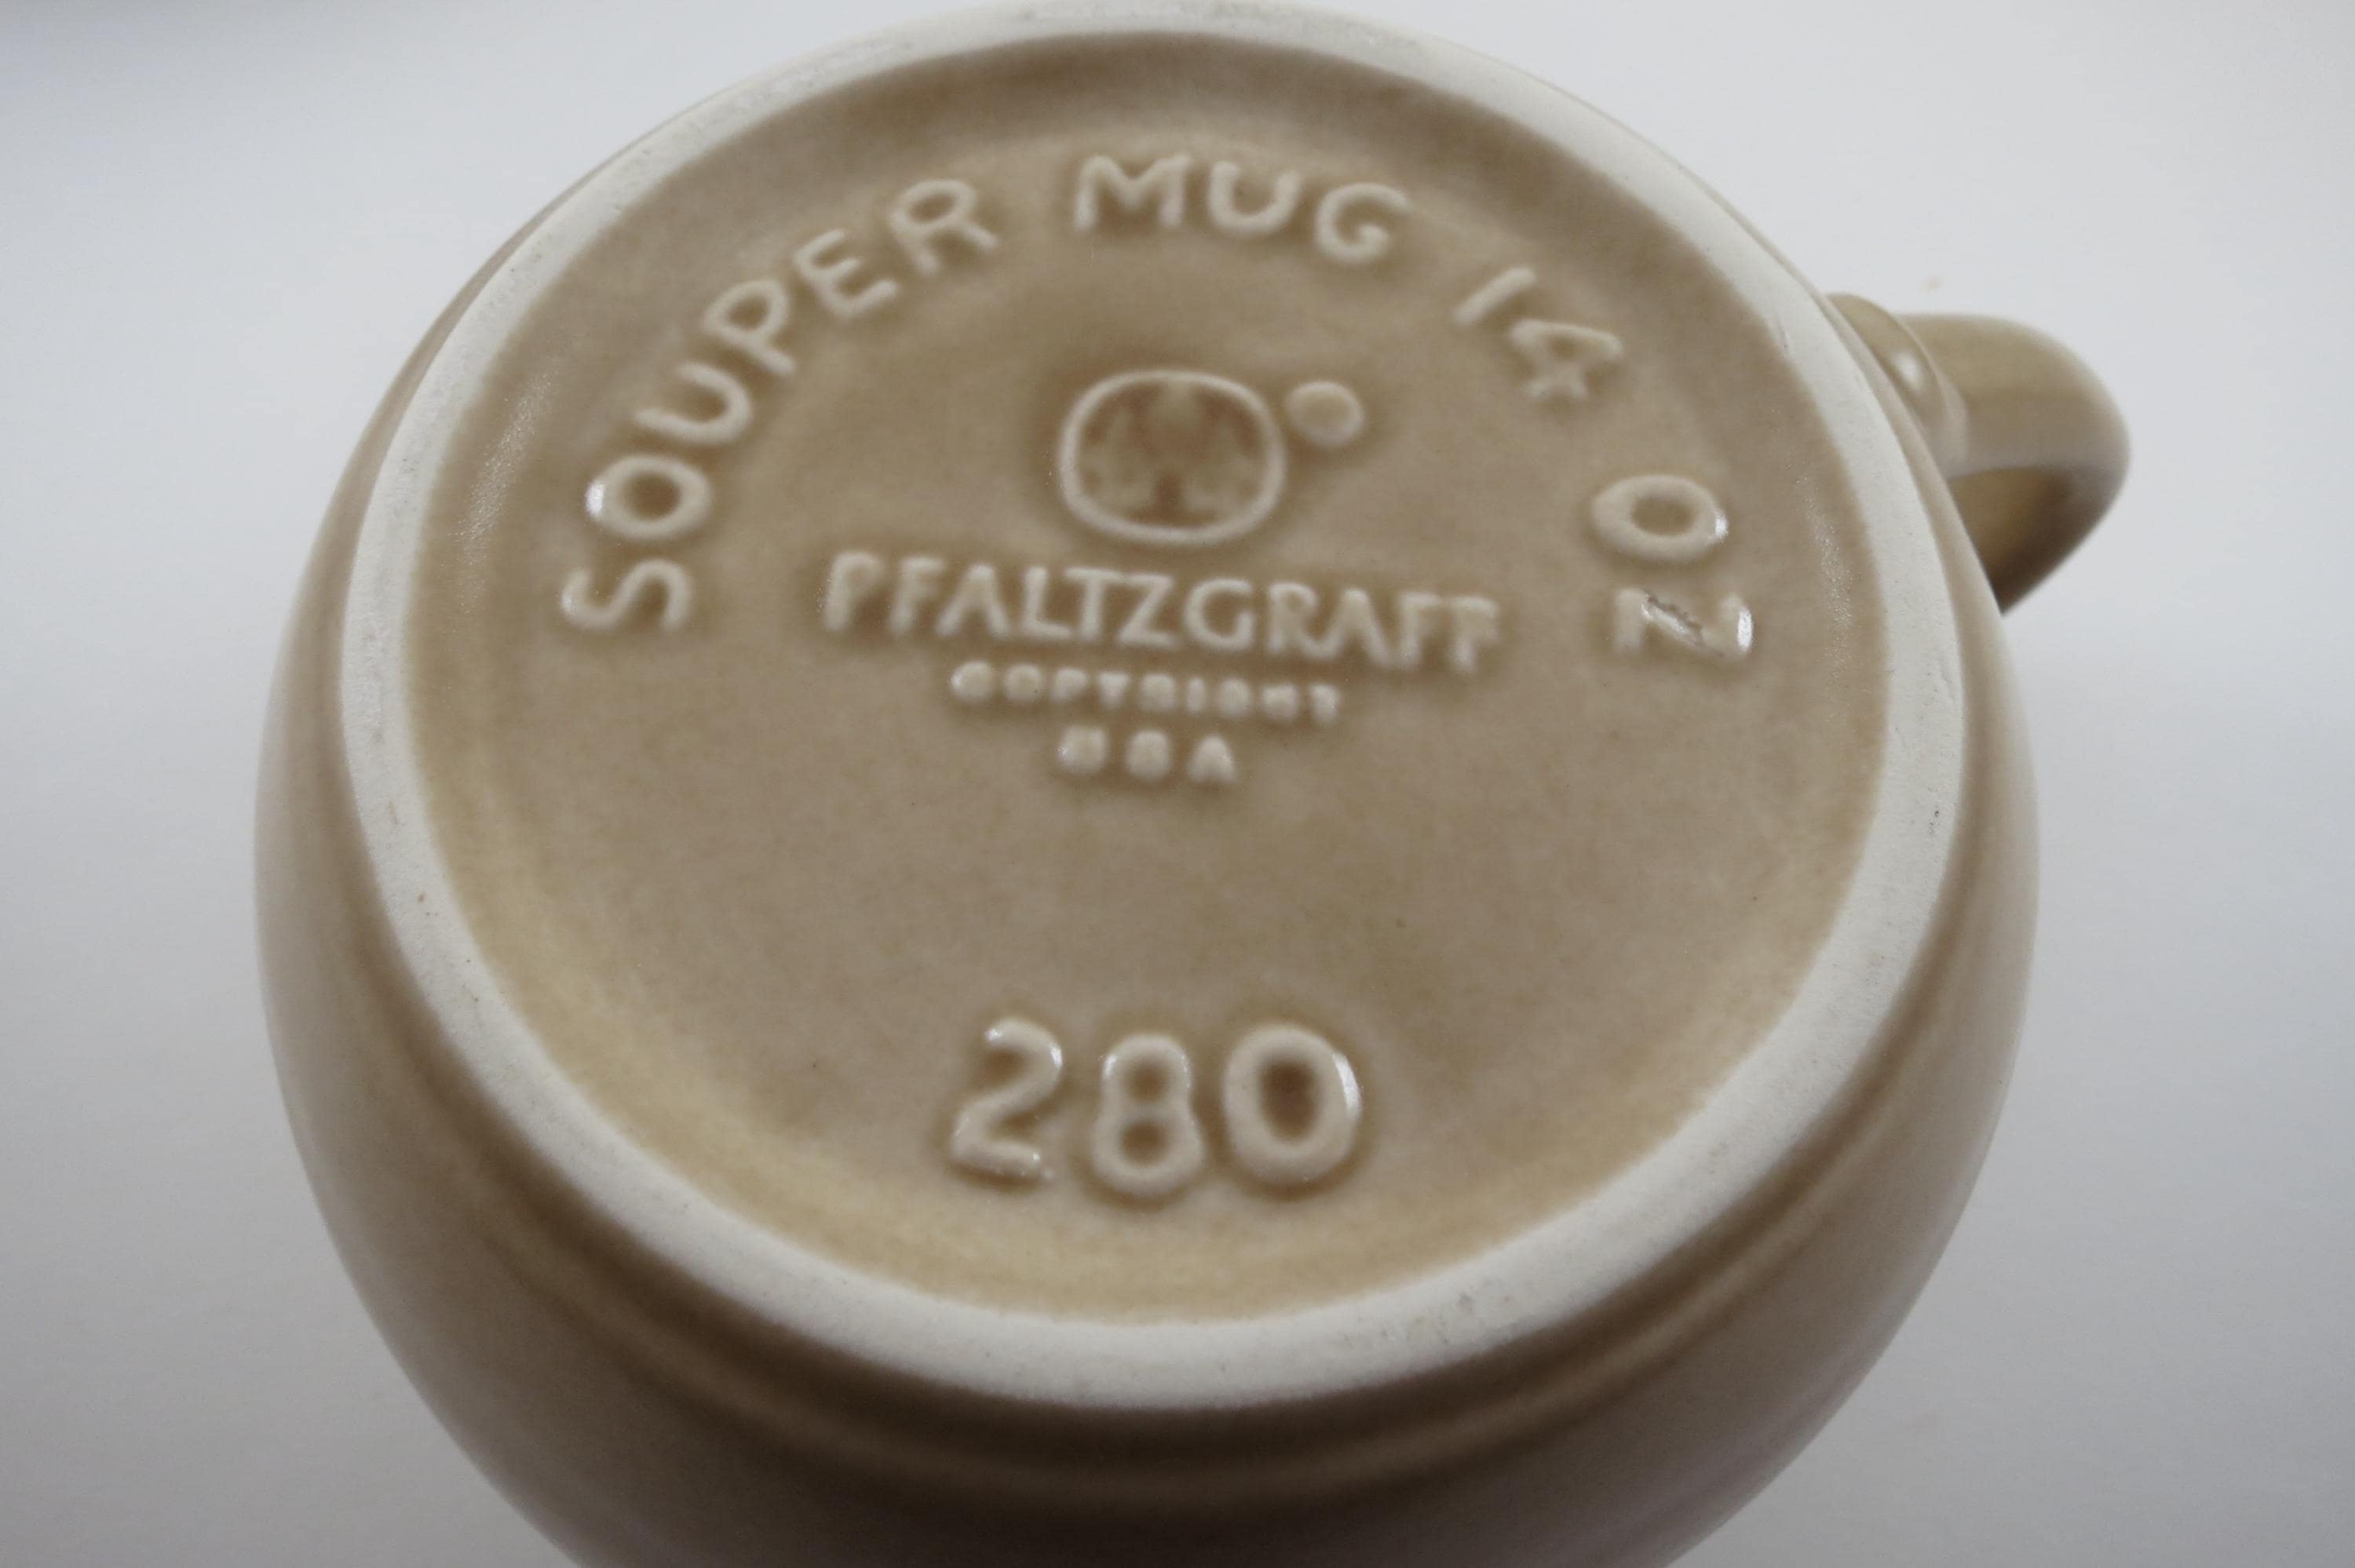 SOUPER MUG 14 OZ
PFALTZGRAFF
COPYRIGHT
USA
280